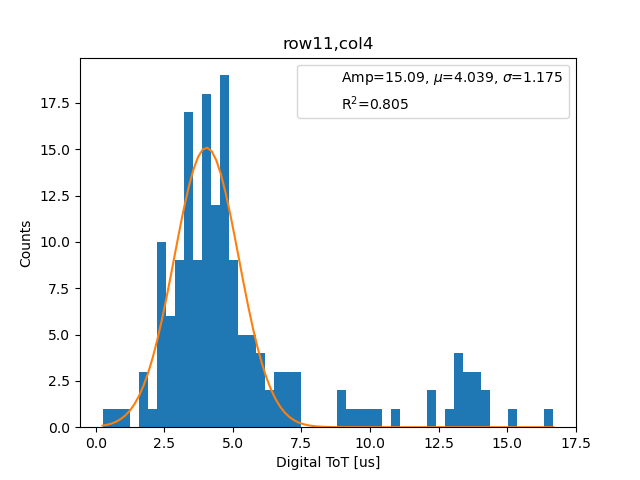 row11,col4
Amp=15.09, μ=4.039, σ=1.175
R²=0.805
Counts
17.5
15.0
12.5
10.0
7.5
5.0
2.5
0.0
0.0 2.5 5.0 7.5 10.0 12.5 15.0 17.5
Digital ToT [us]